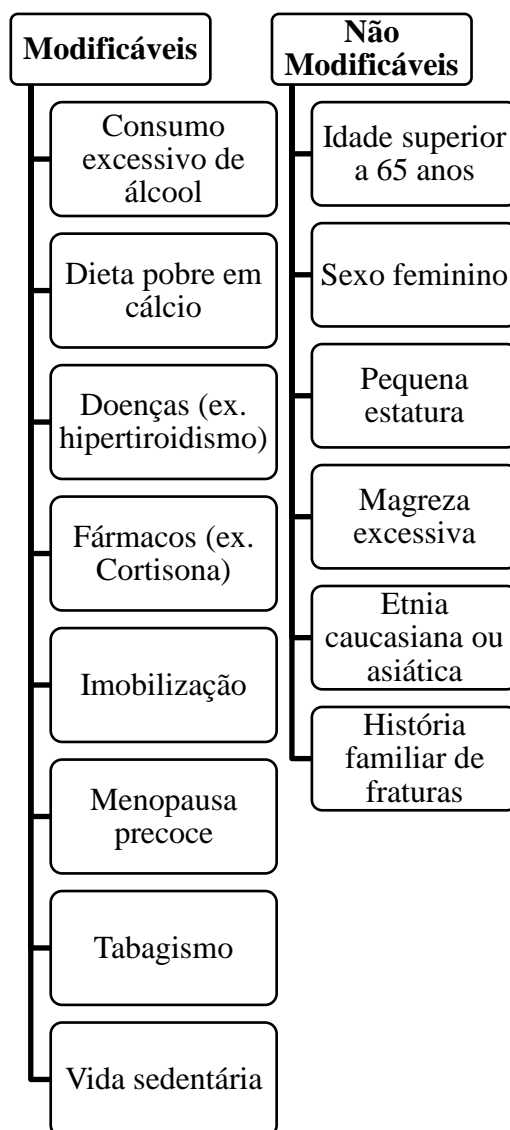 Modificáveis
Consumo
excessivo de
álcool
Dieta pobre em
cálcio
Doenças (ex.
hipertiroidismo)
Fármacos (ex.
Cortisona)
Imobilização
Menopausa
precoce
Tabagismo
Vida sedentária
Não
Modificáveis
Idade superior
a 65 anos
Sexo feminino
Pequena
estatura
Magreza
excessiva
Etnia
caucasiana ou
asiática
História
familiar de
fraturas